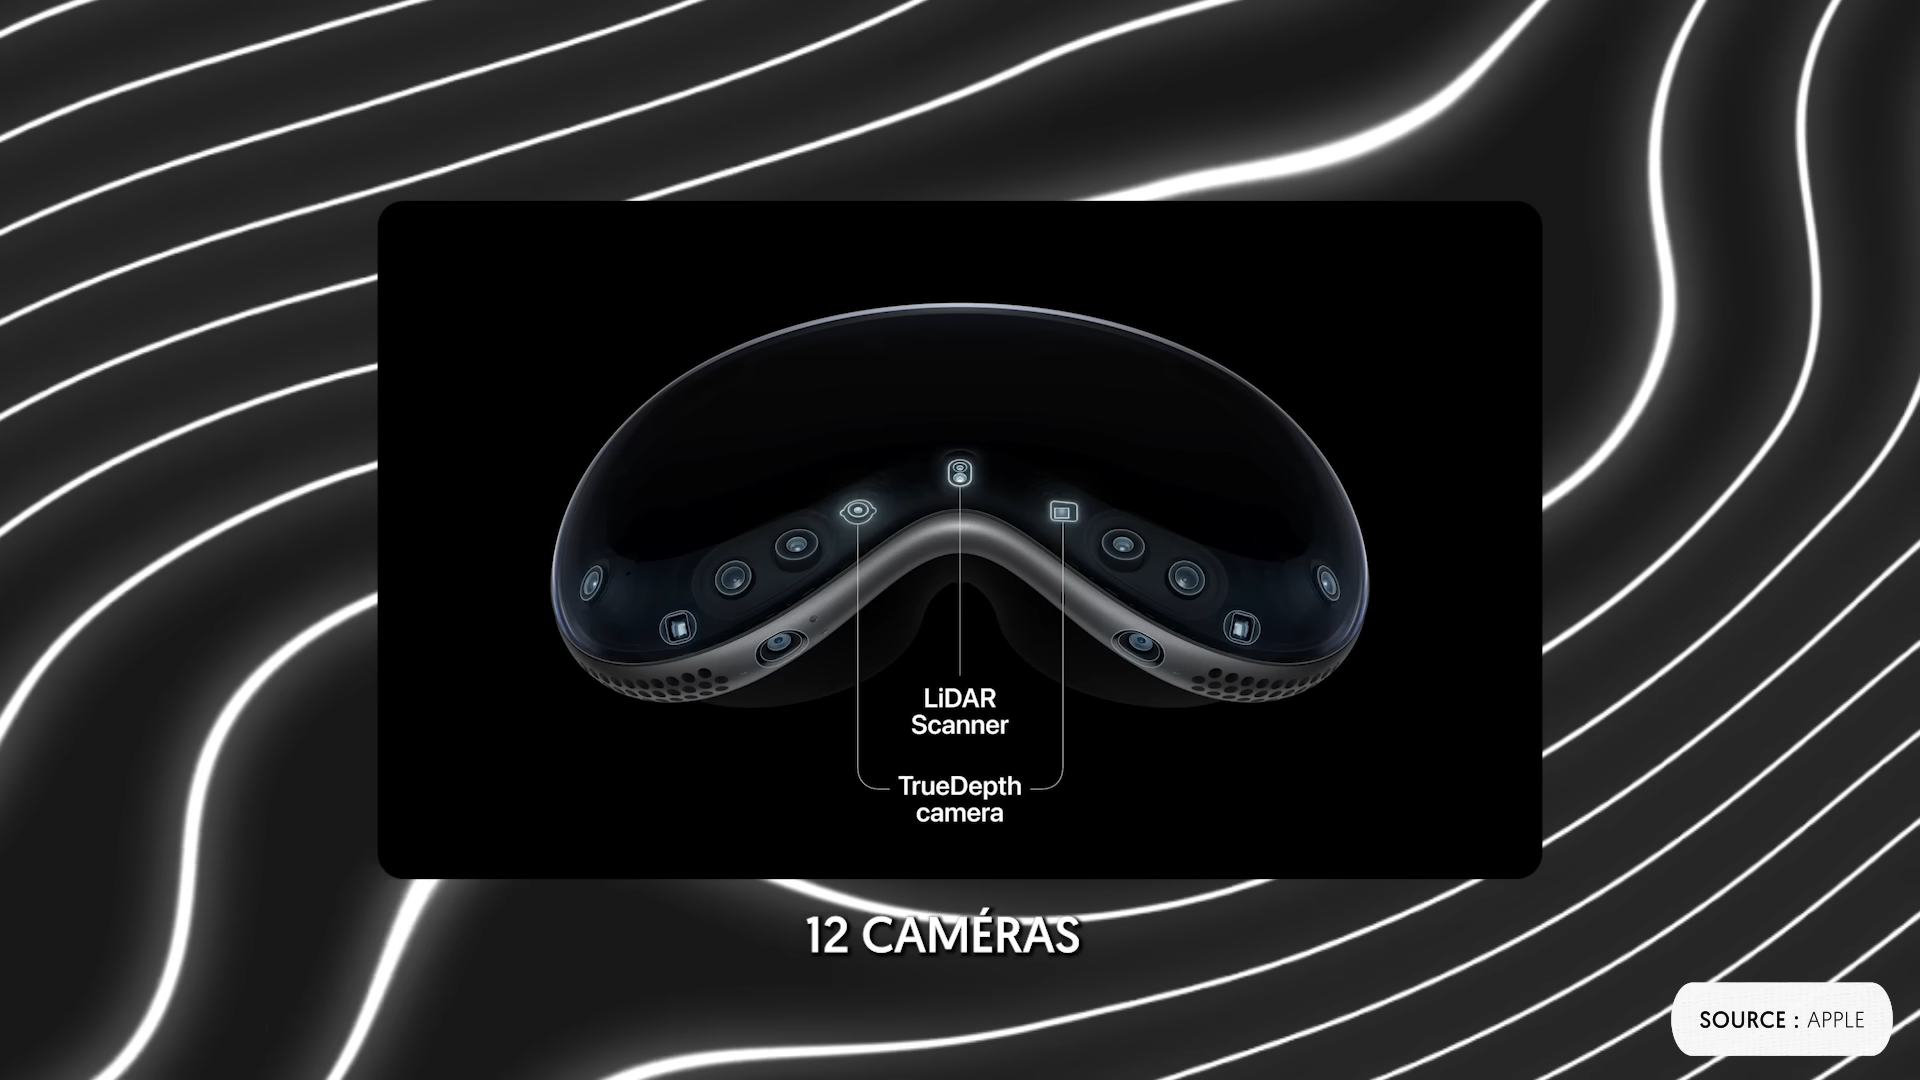 LiDAR
Scanner
TrueDepth
camera
12 CAMÉRAS
SOURCE : APPLE